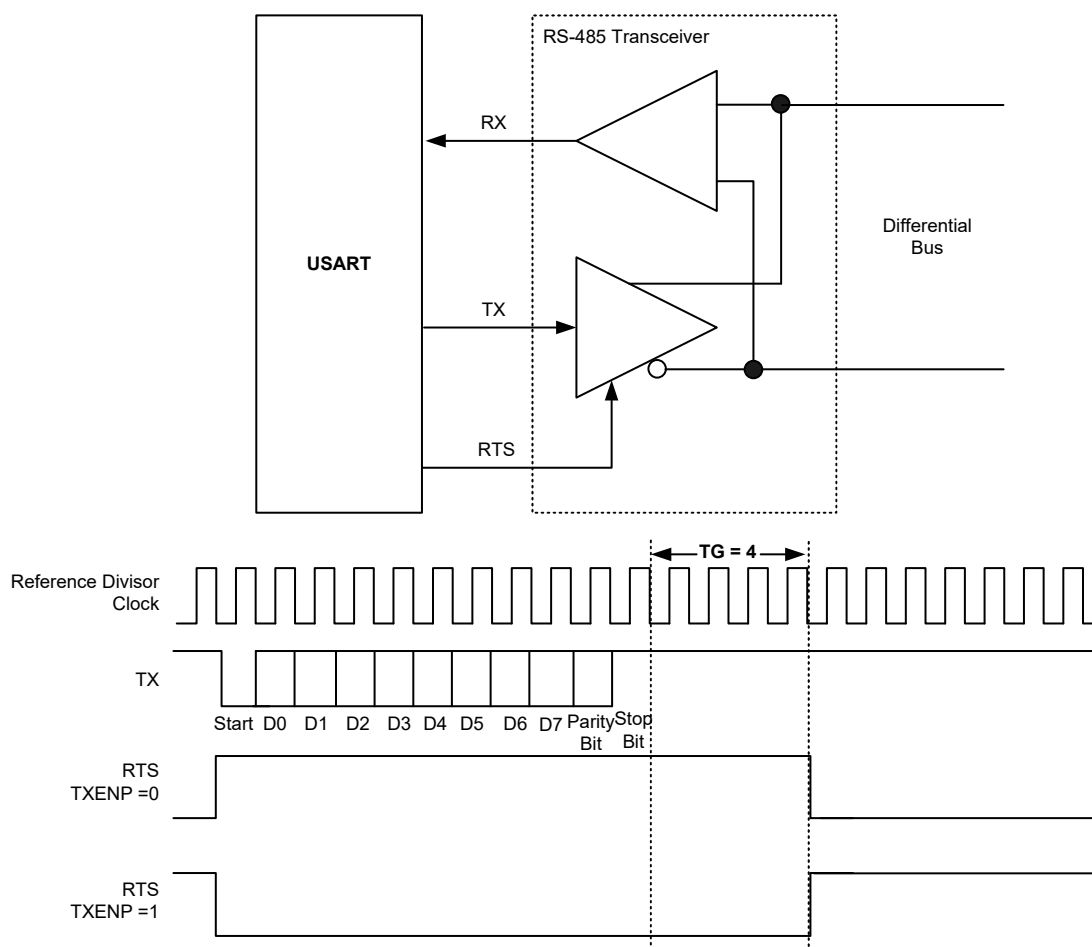 RS-485 Transceiver
RX
Differential
Bus
USART
TX
RTS
TG = 4
Reference Divisor
Clock
TX
Start D0 D1 D2 D3 D4 D5 D6 D7 Parity Bit Stop Bit
RTS
TXENP =0
RTS
TXENP =1